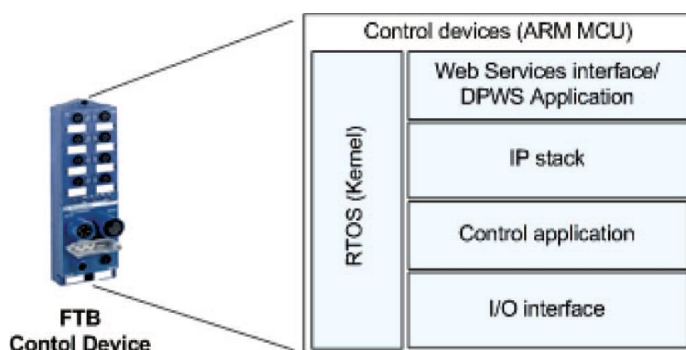 Control devices (ARM MCU)
Web Services interface/
DPWS Application
IP stack
RTOS (Kernel)
Control application
I/O interface
FTB
Contol Device